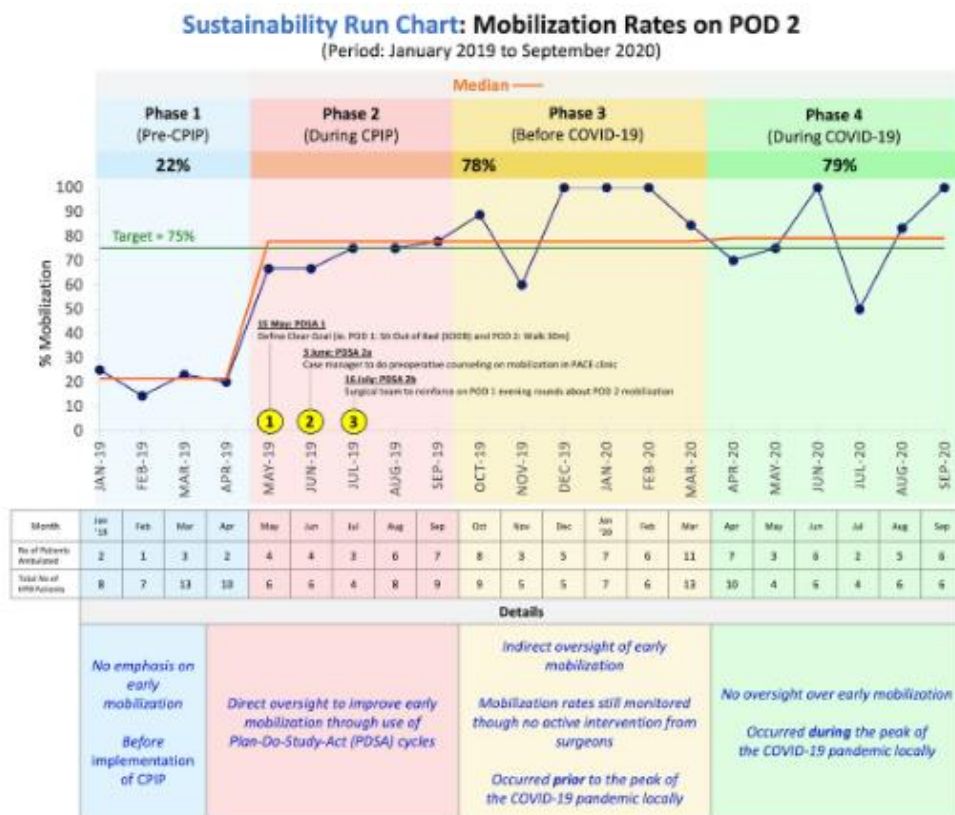 Sustainability Run Chart: Mobilization Rates on POD 2
(Period: January 2019 to September 2020)
Median
Phase 1 Phase 2 Phase 3 Phase 4
(Pre-CPIP) (During CPIP) (Before COVID-19) (During COVID-19)
22% 78% 79%
% Mobilization
100
90
80
70
60
50
40
30
20
10
0
Target = 75%
15 May: PDSA 1
Define Clear Goal (ie. POD 1: Sit Out of Bed (SOOB) and POD 2: Walk 30m)
3 June: PDSA 2a
Case manager to do preoperative counseling on mobilization in PACE clinic
16 July: PDSA 2b
Surgical team to reinforce on POD 1 evening rounds about POD 2 mobilization
1 2 3
JAN-19 FEB-19 MAR-19 APR-19 MAY-19 JUN-19 JUL-19 AUG-19 SEP-19 OCT-19 NOV-19 DEC-19 JAN-20 FEB-20 MAR-20 APR-20 MAY-20 JUN-20 JUL-20 AUG-20 SEP-20
Month Jan '19 Feb Mar Apr May Jun Jul Aug Sep Oct Nov Dec Jan '20 Feb Mar Apr May Jun Jul Aug Sep
No of Patients Ambulated 2 1 3 2 4 4 3 6 7 8 3 5 7 6 11 7 3 6 2 5 6
Total No of HPB Patients 8 7 13 10 6 6 4 8 9 9 5 5 7 6 13 10 4 6 4 6 6
Details
No emphasis on
early
mobilization
Before
implementation
of CPIP
Direct oversight to improve early
mobilization through use of
Plan-Do-Study-Act (PDSA) cycles
Indirect oversight of early
mobilization
Mobilization rates still monitored
though no active intervention from
surgeons
Occurred prior to the peak of
the COVID-19 pandemic locally
No oversight over early mobilization
Occurred during the peak of
the COVID-19 pandemic locally